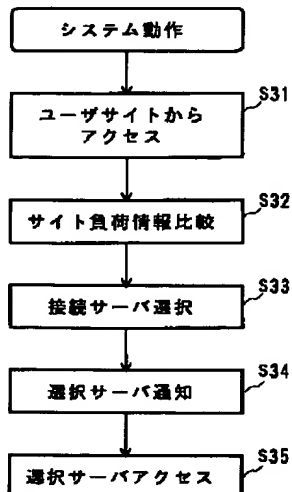 システム動作
S31
ユーザサイトから
アクセス
S32
サイト負荷情報比較
S33
接続サーバ選択
S34
選択サーバ通知
S35
選択サーバアクセス